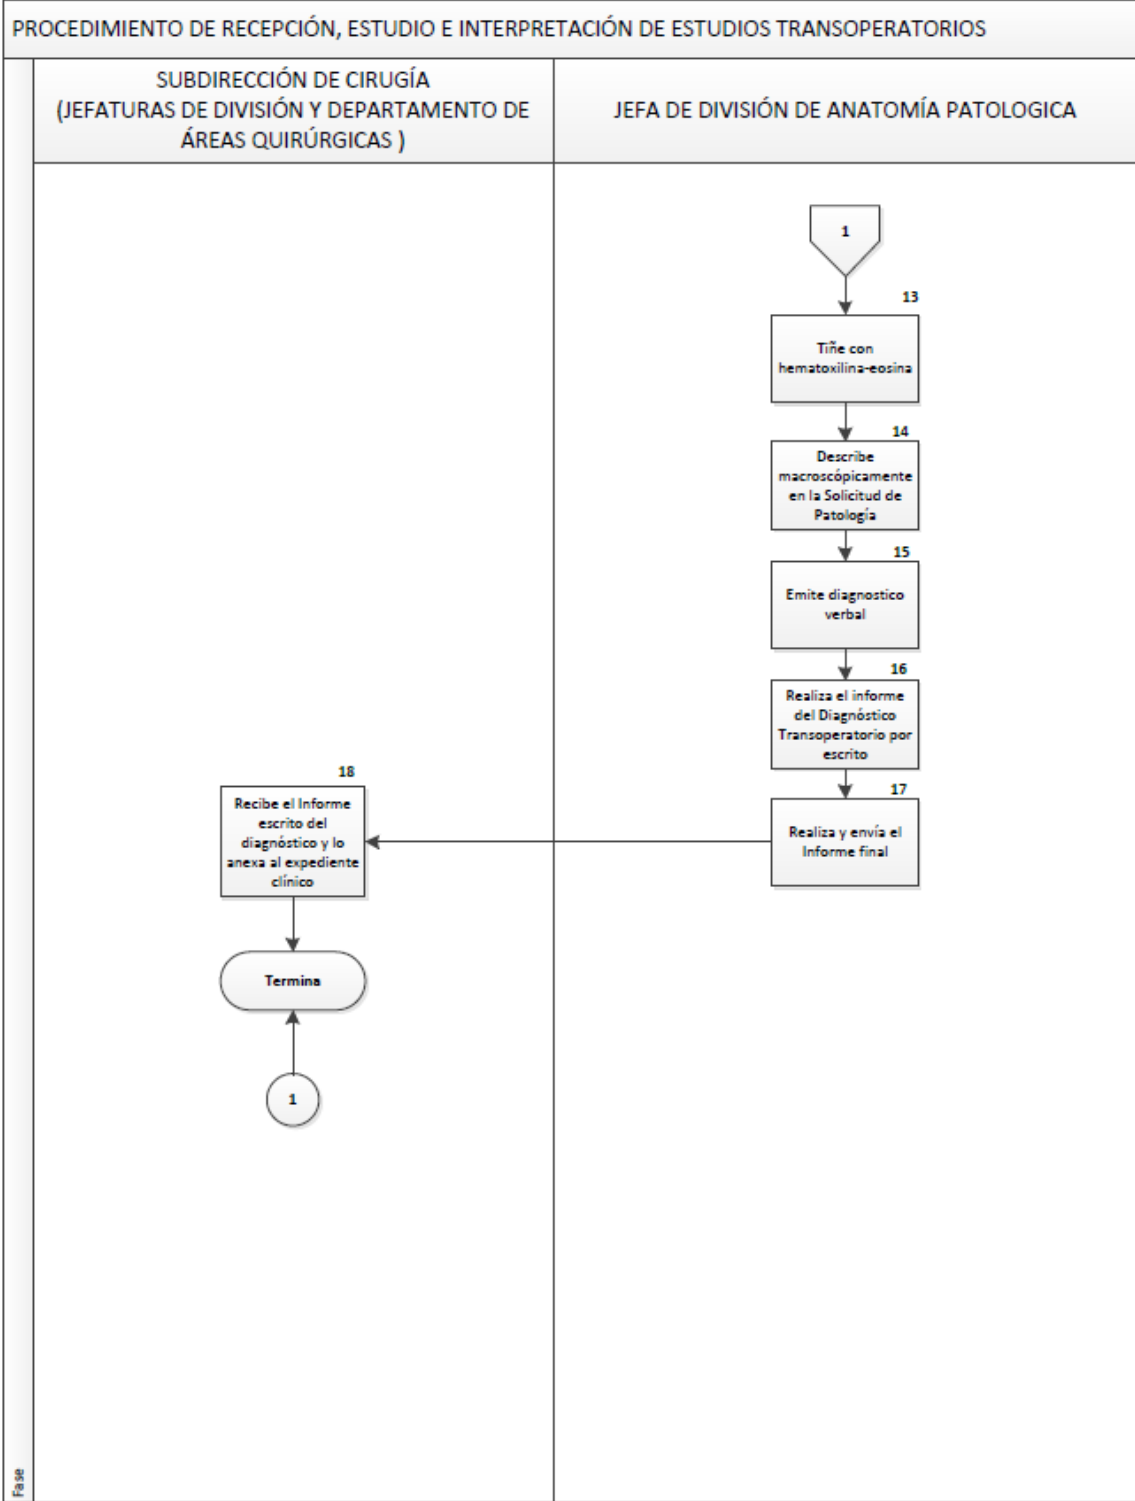 PROCEDIMIENTO DE RECEPCIÓN, ESTUDIO E INTERPRETACIÓN DE ESTUDIOS TRANSOPERATORIOS
SUBDIRECCIÓN DE CIRUGÍA
(JEFATURAS DE DIVISIÓN Y DEPARTAMENTO DE
ÁREAS QUIRÚRGICAS )
JEFA DE DIVISIÓN DE ANATOMÍA PATOLOGICA
1
13
Tiñe con
hematoxilina-eosina
14
Describe
macroscópicamente
en la Solicitud de
Patología
15
Emite diagnostico
verbal
16
Realiza el informe
del Diagnóstico
Transoperatorio por
escrito
17
Realiza y envía el
Informe final
18
Recibe el Informe
escrito del
diagnóstico y lo
anexa al expediente
clínico
Termina
1
Fase